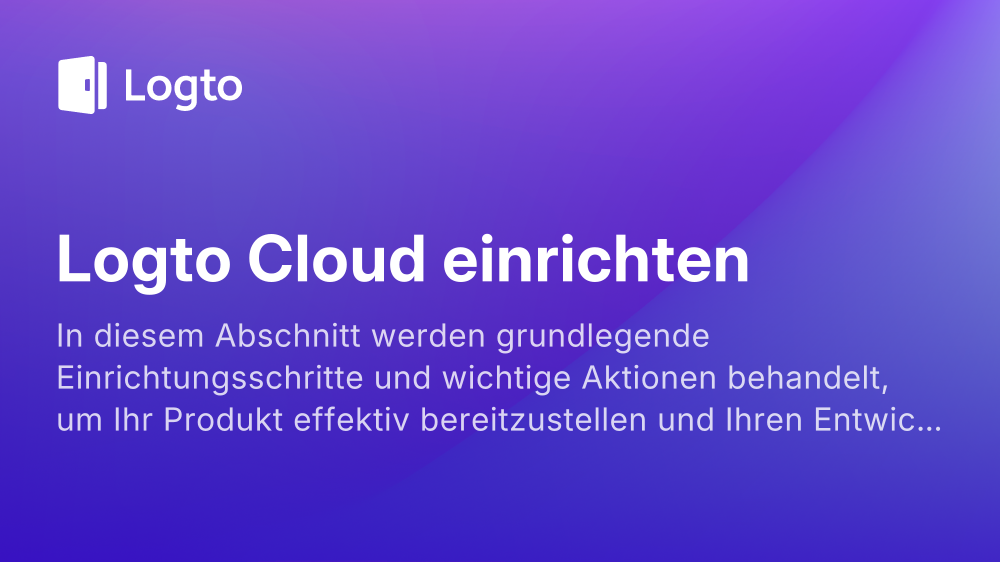 Logto
Logto Cloud einrichten
In diesem Abschnitt werden grundlegende
Einrichtungsschritte und wichtige Aktionen behandelt,
um Ihr Produkt effektiv bereitzustellen und Ihren Entwic...